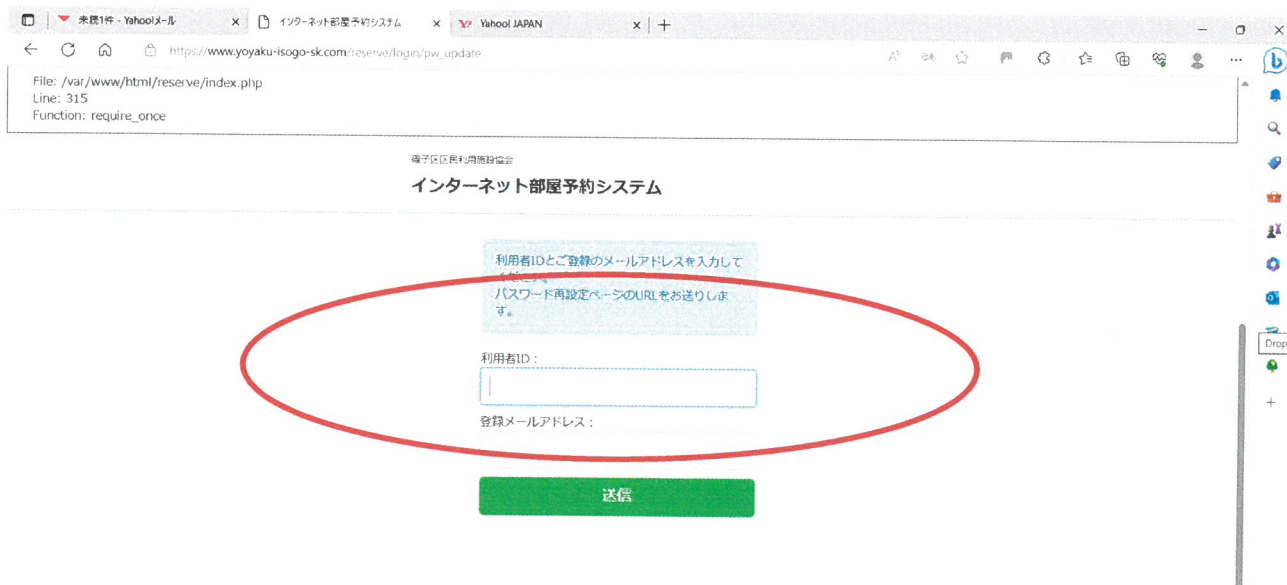 未読1件 - Yahoo!メール
インターネット部屋予約システム
Yahoo! JAPAN
https://www.yoyaku-isogo-sk.com/reserve/login/pw_update
File: /var/www/html/reserve/index.php
Line: 315
Function: require_once
磯子区区民利用施設協会
インターネット部屋予約システム
利用者IDとご登録のメールアドレスを入力して
ください。
パスワード再設定ページのURLをお送りしま
す。
利用者ID：
登録メールアドレス：
送信
Drop